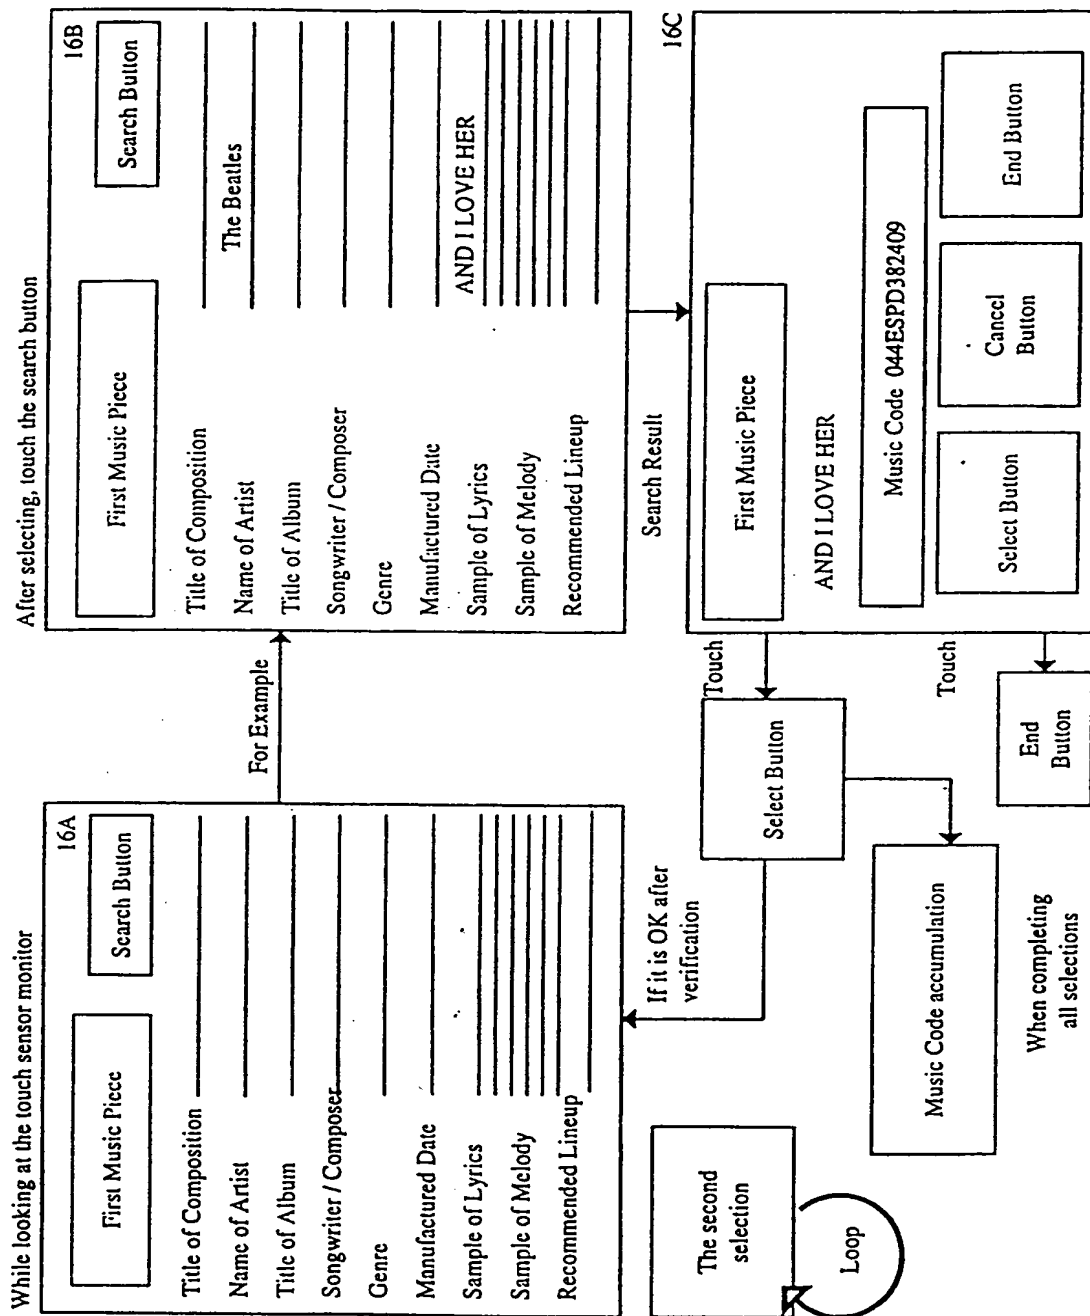 While looking at the touch sensor monitor
16A
First Music Piece
Search Button
Title of Composition
Name of Artist
Title of Album
Songwriter / Composer
Genre
Manufactured Date
Sample of Lyrics
Sample of Melody
Recommended Lineup
For Example
After selecting, touch the search button
16B
First Music Piece
Search Button
Title of Composition
Name of Artist
The Beatles
Title of Album
Songwriter / Composer
Genre
Manufactured Date
Sample of Lyrics
AND I LOVE HER
Sample of Melody
Recommended Lineup
Search Result
16C
First Music Piece
AND I LOVE HER
Music Code 044ESPD382409
Select Button
Cancel
Button
End Button
Touch
Select Button
If it is OK after
verification
Music Code accumulation
Touch
End
Button
When completing
all selections
The second
selection
Loop